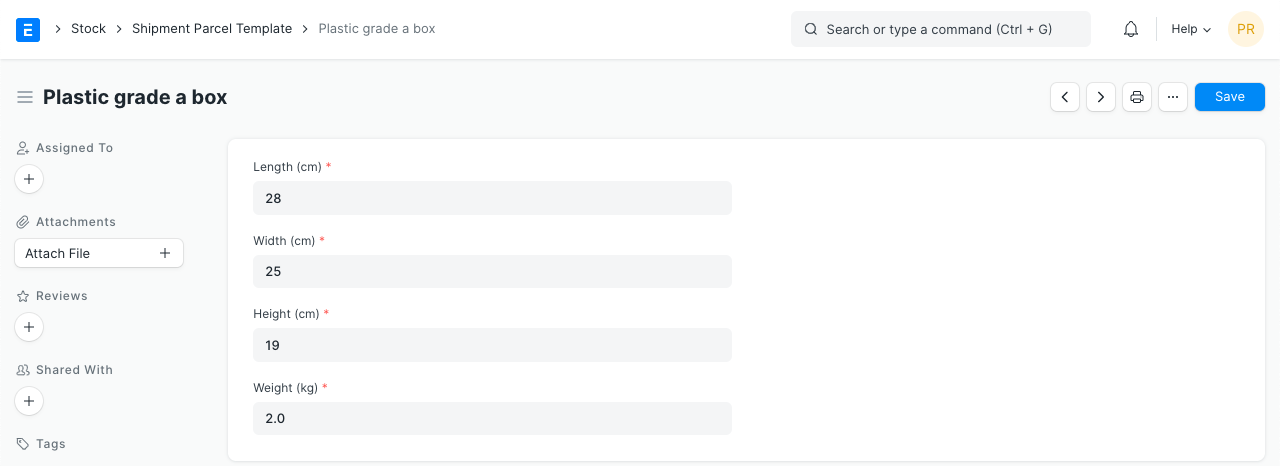 E Stock Shipment Parcel Template Plastic grade a box Search or type a command (Ctrl + G) Help PR
Plastic grade a box Save
Assigned To
Attachments
Attach File
Reviews
Shared With
Tags
Length (cm) *
28
Width (cm) *
25
Height (cm) *
19
Weight (kg) *
2.0